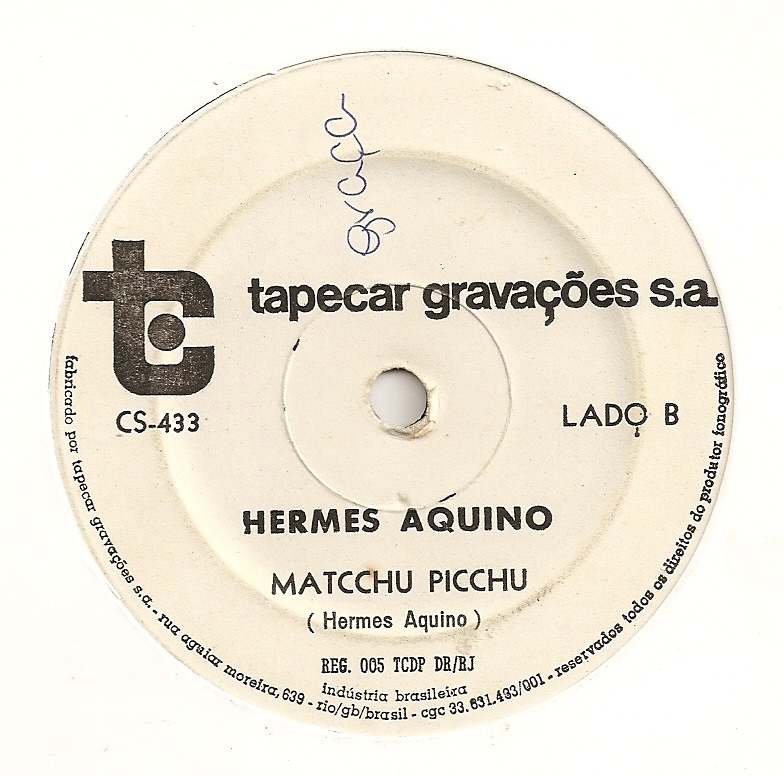 graça
tapecar gravações s.a.
tc
CS-433
LADO B
HERMES AQUINO
MATCCHU PICCHU
( Hermes Aquino )
REG. 005 TCDP DR/RJ
indústria brasileira
fabricado por tapecar gravações s.a. - rua aguiar moreira, 639 - rio/gb/brasil - cgc 33.631.493/001 - reservados todos os direitos do produtor fonográfico